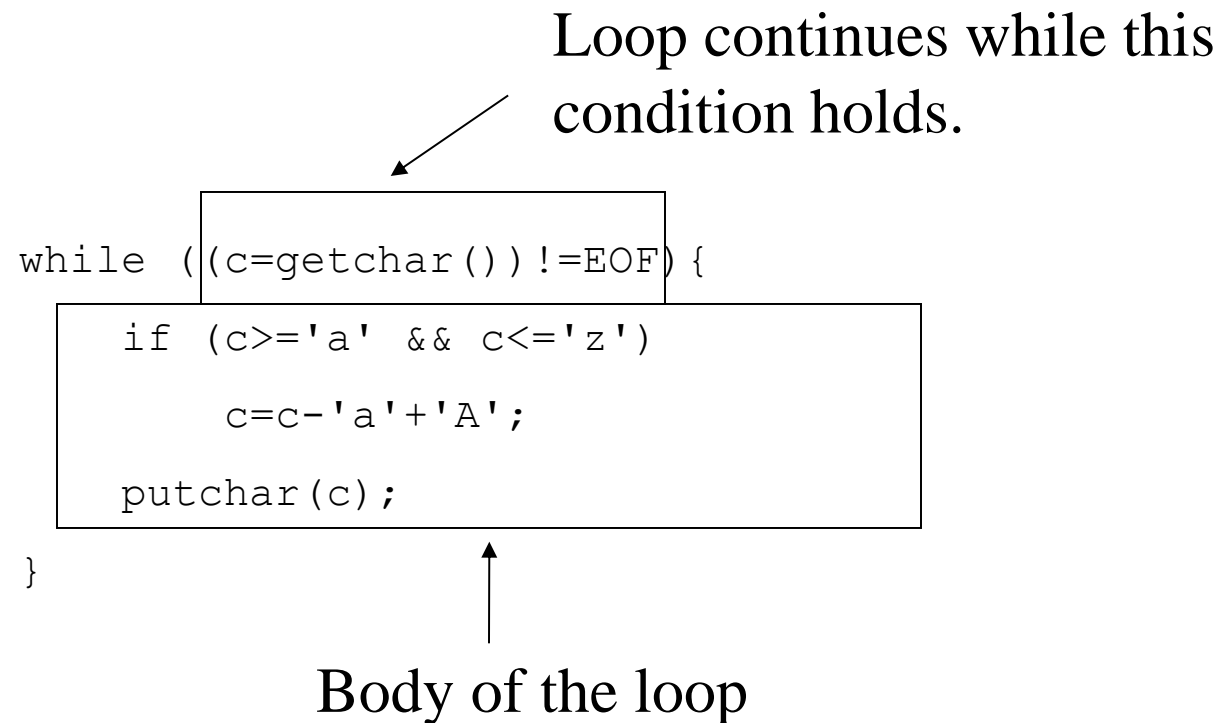 Loop continues while this
condition holds.
while ((c=getchar())!=EOF){
if (c>='a' && c<='z')
c=c-'a'+'A';
putchar(c);
}
Body of the loop